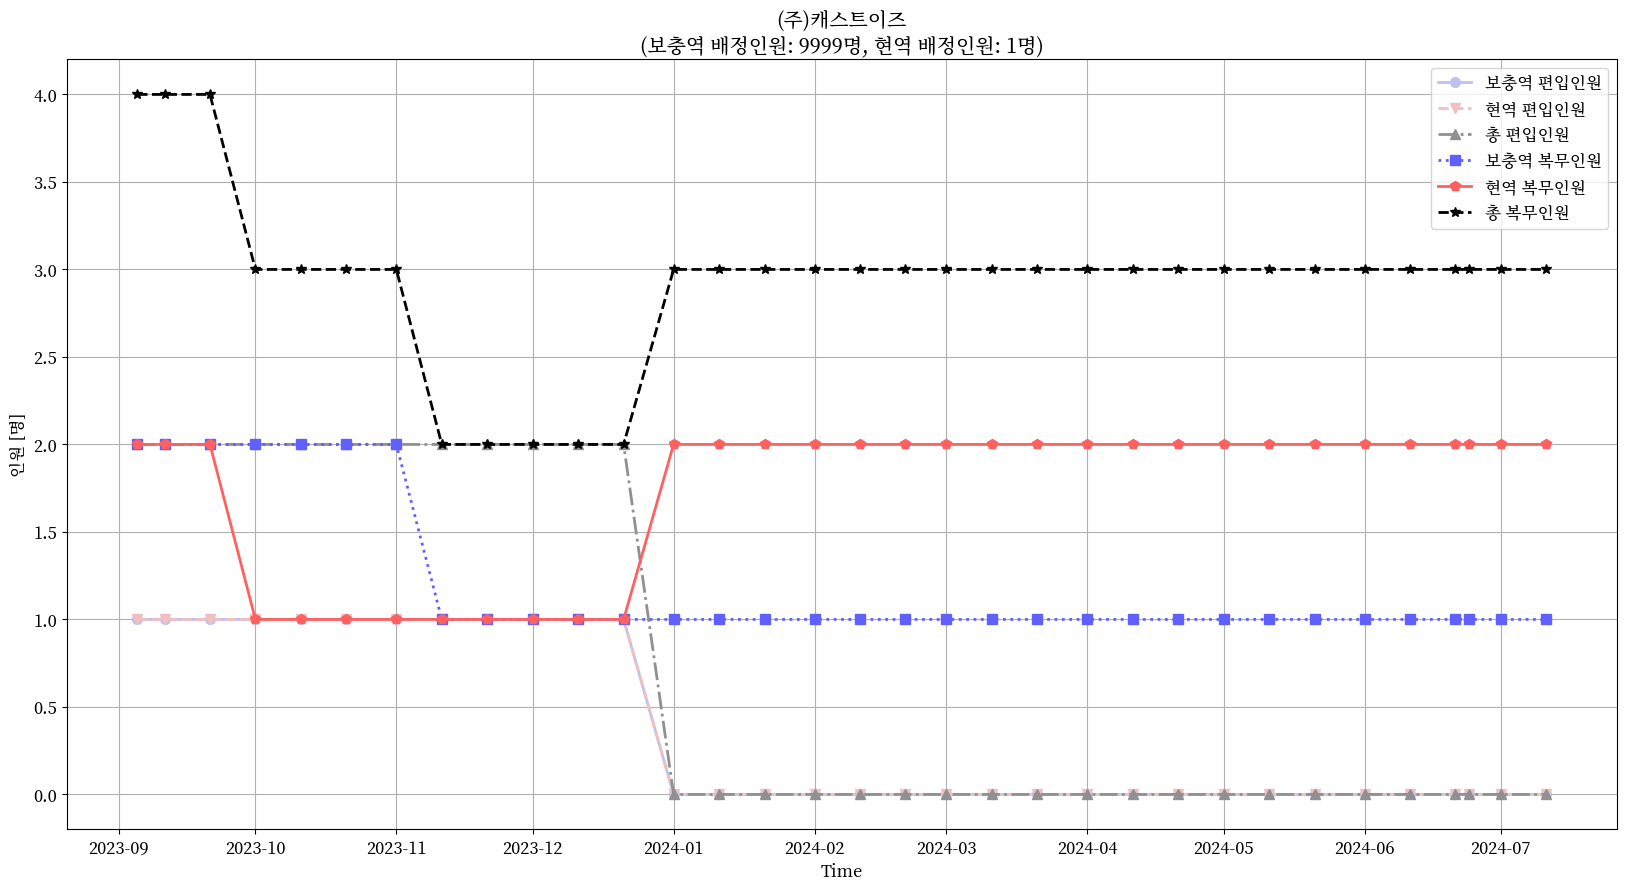 (주)캐스트이즈
(보충역 배정인원: 9999명, 현역 배정인원: 1명)
보충역 편입인원
현역 편입인원
총 편입인원
보충역 복무인원
현역 복무인원
총 복무인원
인원 [명]
4.0
3.5
3.0
2.5
2.0
1.5
1.0
0.5
0.0
2023-09 2023-10 2023-11 2023-12 2024-01 2024-02 2024-03 2024-04 2024-05 2024-06 2024-07
Time